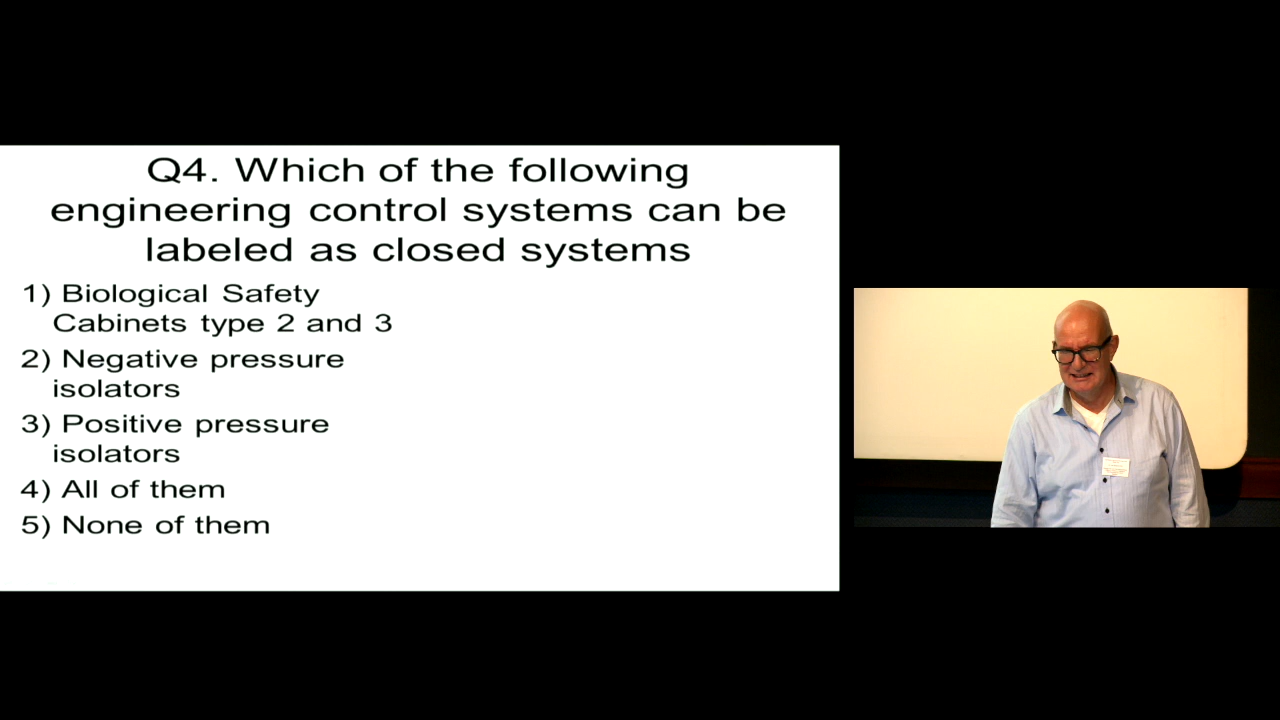 Q4. Which of the following
engineering control systems can be
labeled as closed systems
1) Biological Safety
Cabinets type 2 and 3
2) Negative pressure
isolators
3) Positive pressure
isolators
4) All of them
5) None of them